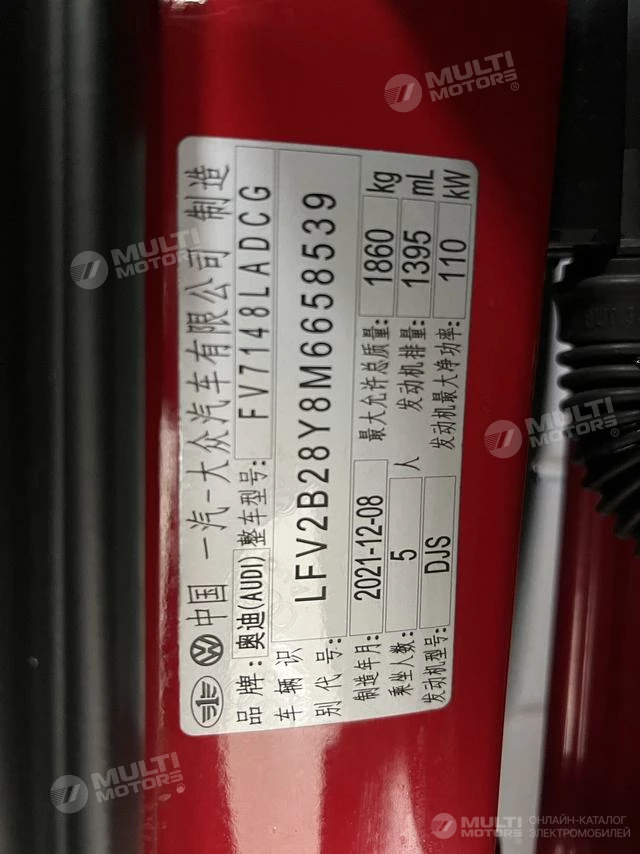 中国 一汽-大众汽车有限公司 制造
品牌: 奥迪(AUDI) 整车型号: FV7148LADCG
车辆识别代号: LFV2B28Y8M6658539
制造年月: 2021-12-08 最大允许总质量: 1860 kg
乘坐人数: 5 人 发动机排量: 1395 mL
发动机型号: DJS 发动机最大净功率: 110 kW
MULTI MOTORS®
MULTI MOTORS®
MULTI MOTORS®
MULTI MOTORS®
MULTI MOTORS® ОНЛАЙН-КАТАЛОГ ЭЛЕКТРОМОБИЛЕЙ